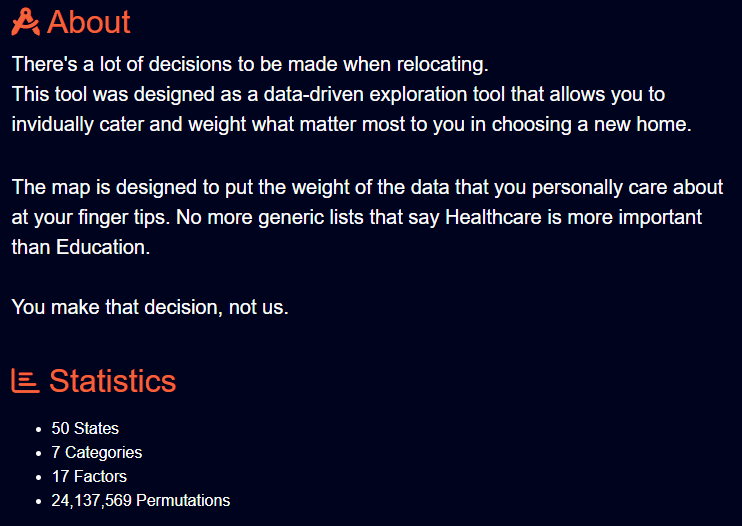 About
There's a lot of decisions to be made when relocating.
This tool was designed as a data-driven exploration tool that allows you to
invidually cater and weight what matter most to you in choosing a new home.
The map is designed to put the weight of the data that you personally care about
at your finger tips. No more generic lists that say Healthcare is more important
than Education.
You make that decision, not us.
Statistics
• 50 States
• 7 Categories
• 17 Factors
• 24,137,569 Permutations